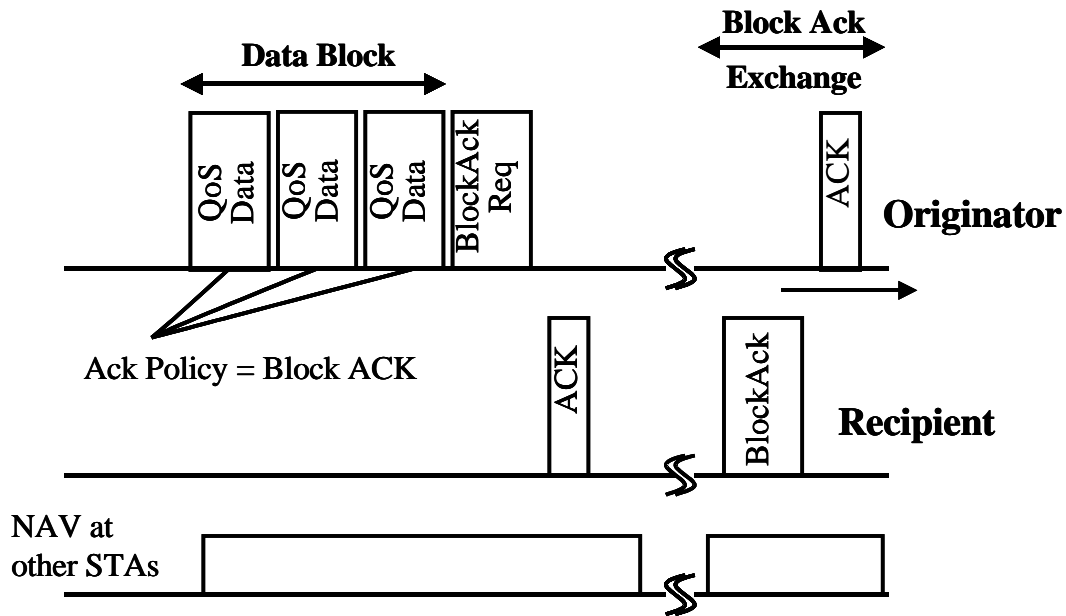 Block Ack
Exchange
Data Block
QoS
Data
QoS
Data
QoS
Data
BlockAck
Req
ACK
Originator
Ack Policy = Block ACK
ACK
BlockAck
Recipient
NAV at
other STAs